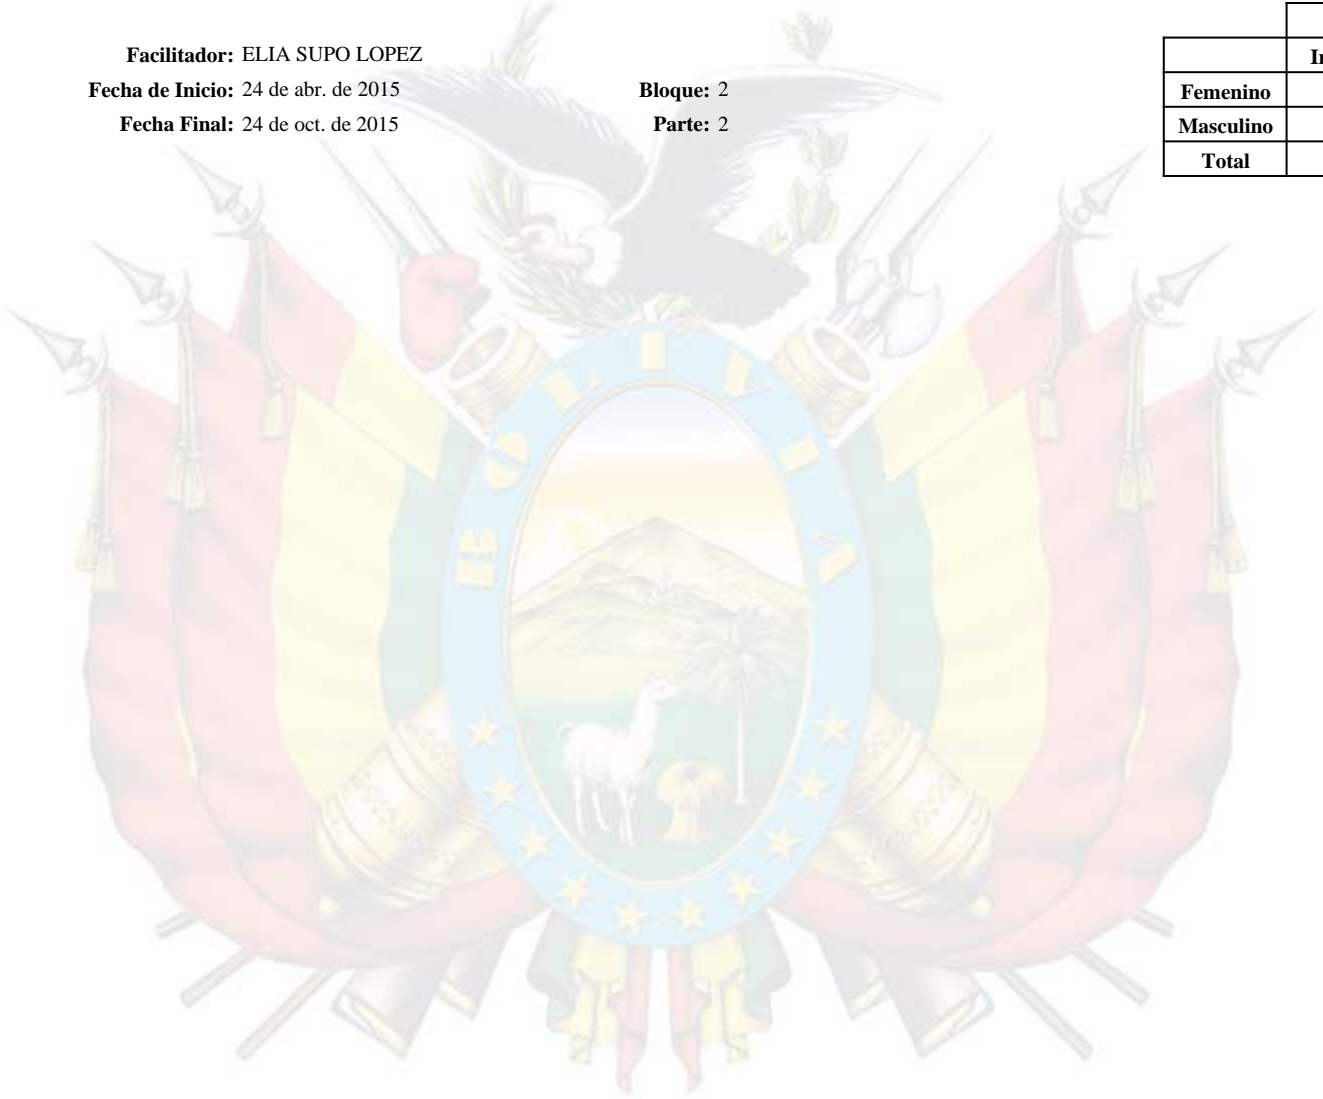 Facilitador: ELIA SUPO LOPEZ
Fecha de Inicio: 24 de abr. de 2015 Bloque: 2
Fecha Final: 24 de oct. de 2015 Parte: 2
Femenino
Masculino
Total
BOLIVIA